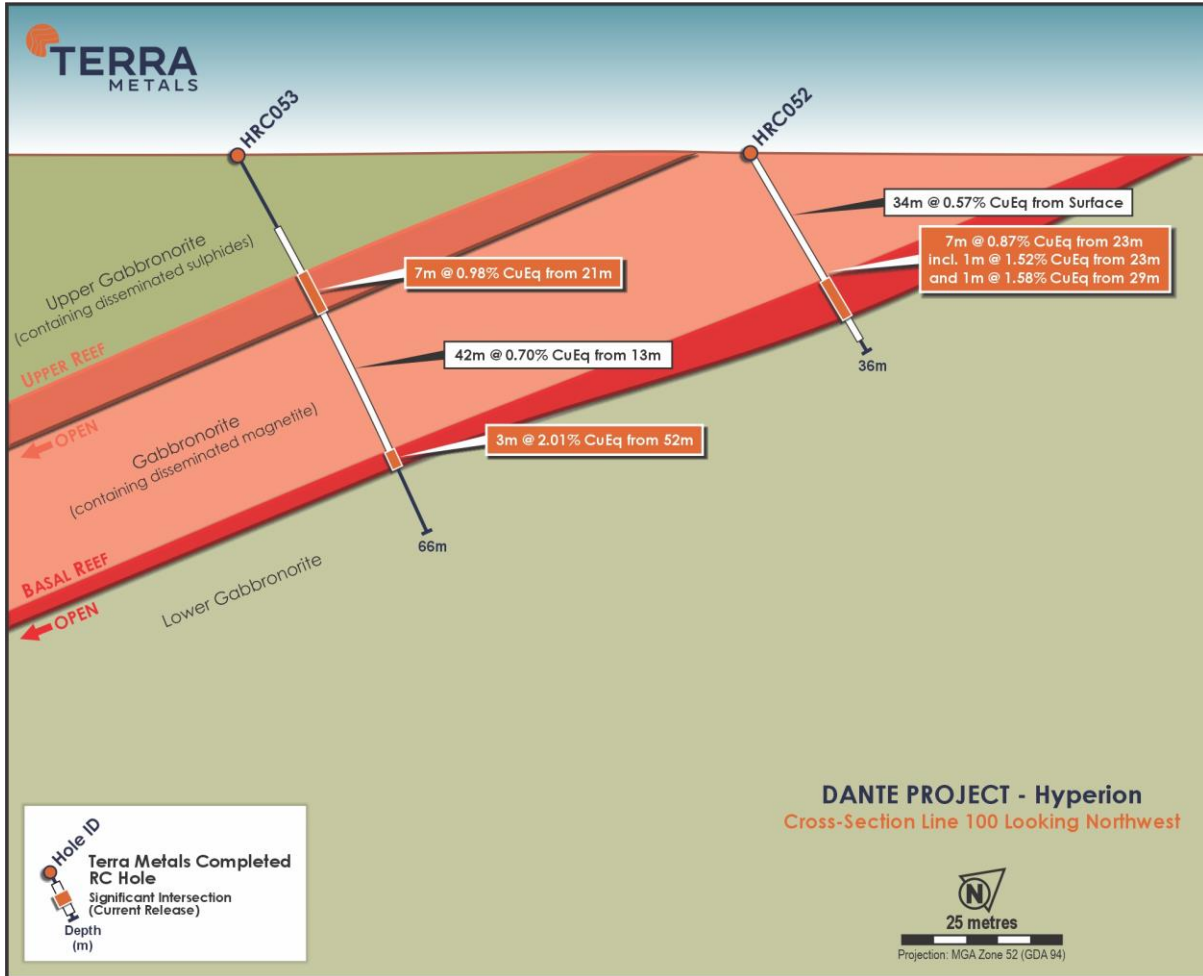 TERRA
METALS
HRC053
HRC052
34m @ 0.57% CuEq from Surface
7m @ 0.87% CuEq from 23m
incl. 1m @ 1.52% CuEq from 23m
and 1m @ 1.58% CuEq from 29m
Upper Gabbronorite
(containing disseminated sulphides)
7m @ 0.98% CuEq from 21m
UPPER REEF
42m @ 0.70% CuEq from 13m
36m
OPEN
Gabbronorite
(containing disseminated magnetite)
3m @ 2.01% CuEq from 52m
66m
BASAL REEF
OPEN
Lower Gabbronorite
DANTE PROJECT - Hyperion
Cross-Section Line 100 Looking Northwest
Hole ID
Terra Metals Completed
RC Hole
Significant Intersection
(Current Release)
Depth
(m)
N
25 metres
Projection: MGA Zone 52 (GDA 94)